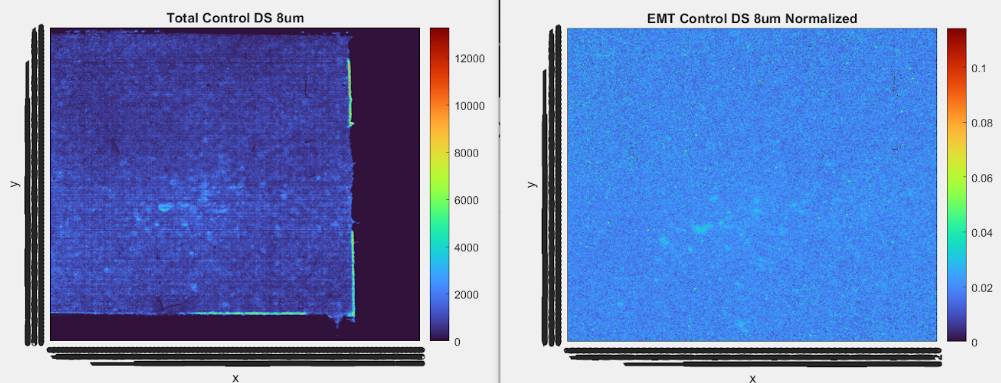 Total Control DS 8um
12000
10000
8000
6000
4000
2000
0
y
x
EMT Control DS 8um Normalized
0.1
0.08
0.06
0.04
0.02
0
y
x